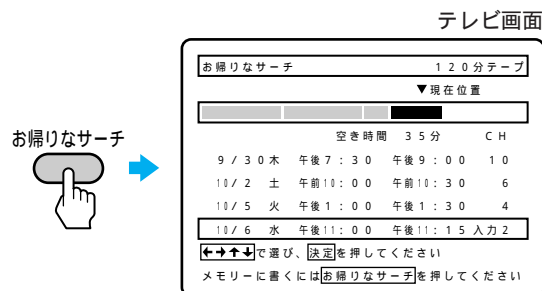 テレビ画面
お帰りなサーチ 120分テープ
▼現在位置
お帰りなサーチ
空き時間 35分 CH
9/30木 午後7:30 午後9:00 10
10/2 土 午前10:00 午前10:30 6
10/5 火 午後1:00 午後1:30 4
10/6 水 午後11:00 午後11:15 入力2
←→↑↓で選び、決定を押してください
メモリーに書くにはお帰りなサーチを押してください